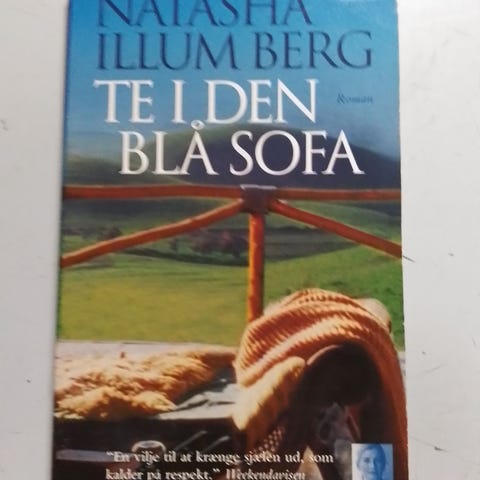 NATASHA
ILLUM BERG
TE I DEN
Roman
BLÅ SOFA
"En vilje til at krænge sjælen ud, som
kalder på respekt." Weekendavisen